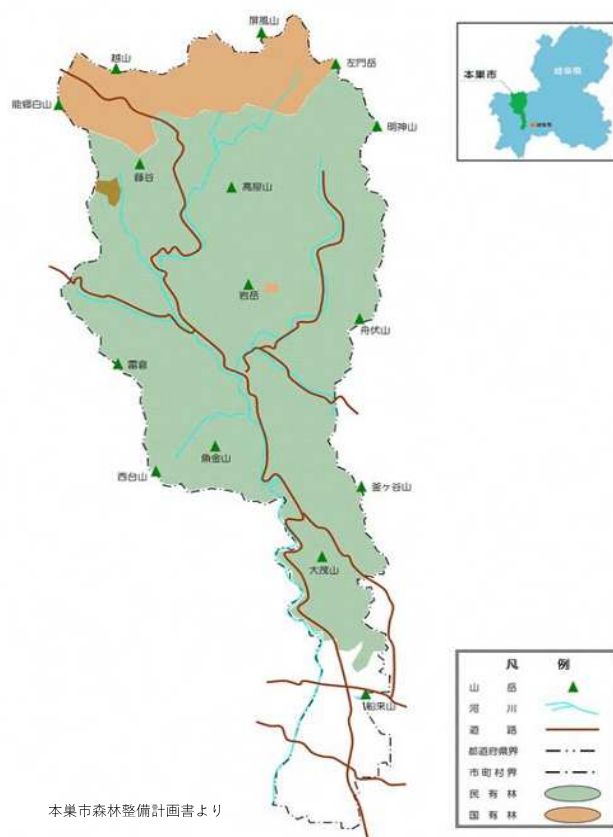 屏風山
越山
左門岳
能郷白山
明神山
藤谷
高屋山
岩岳
舟伏山
雷倉
魚金山
西台山
釜ヶ谷山
大茂山
船来山
本巣市
岐阜県
岐阜市
凡 例
山 岳
河 川
道 路
都道府県界
市町村界
民 有 林
国 有 林
本巣市森林整備計画書より